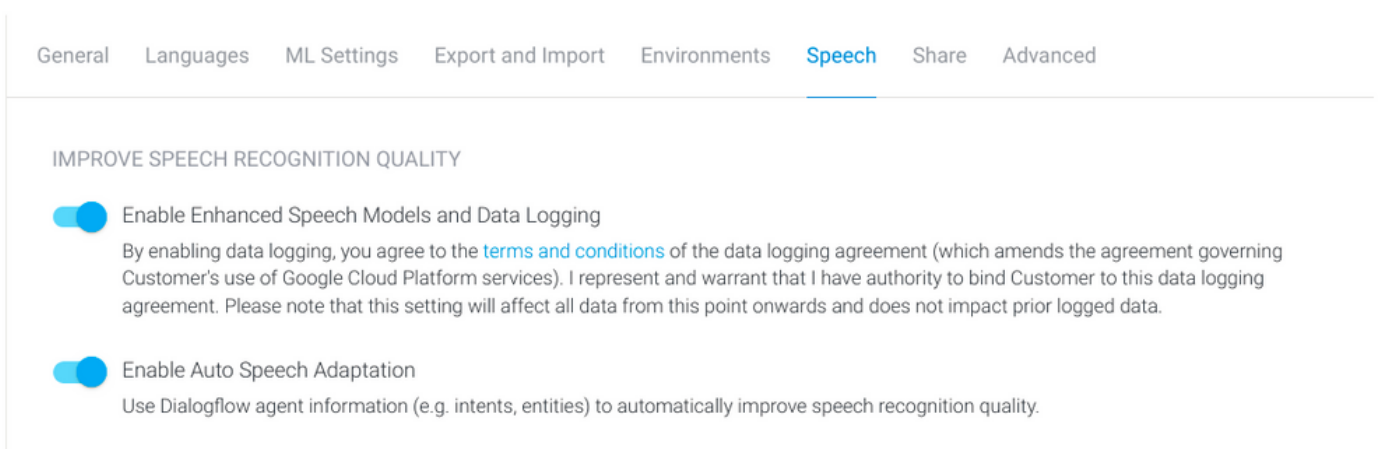 General Languages ML Settings Export and Import Environments Speech Share Advanced
IMPROVE SPEECH RECOGNITION QUALITY
Enable Enhanced Speech Models and Data Logging
By enabling data logging, you agree to the terms and conditions of the data logging agreement (which amends the agreement governing
Customer's use of Google Cloud Platform services). I represent and warrant that I have authority to bind Customer to this data logging
agreement. Please note that this setting will affect all data from this point onwards and does not impact prior logged data.
Enable Auto Speech Adaptation
Use Dialogflow agent information (e.g. intents, entities) to automatically improve speech recognition quality.